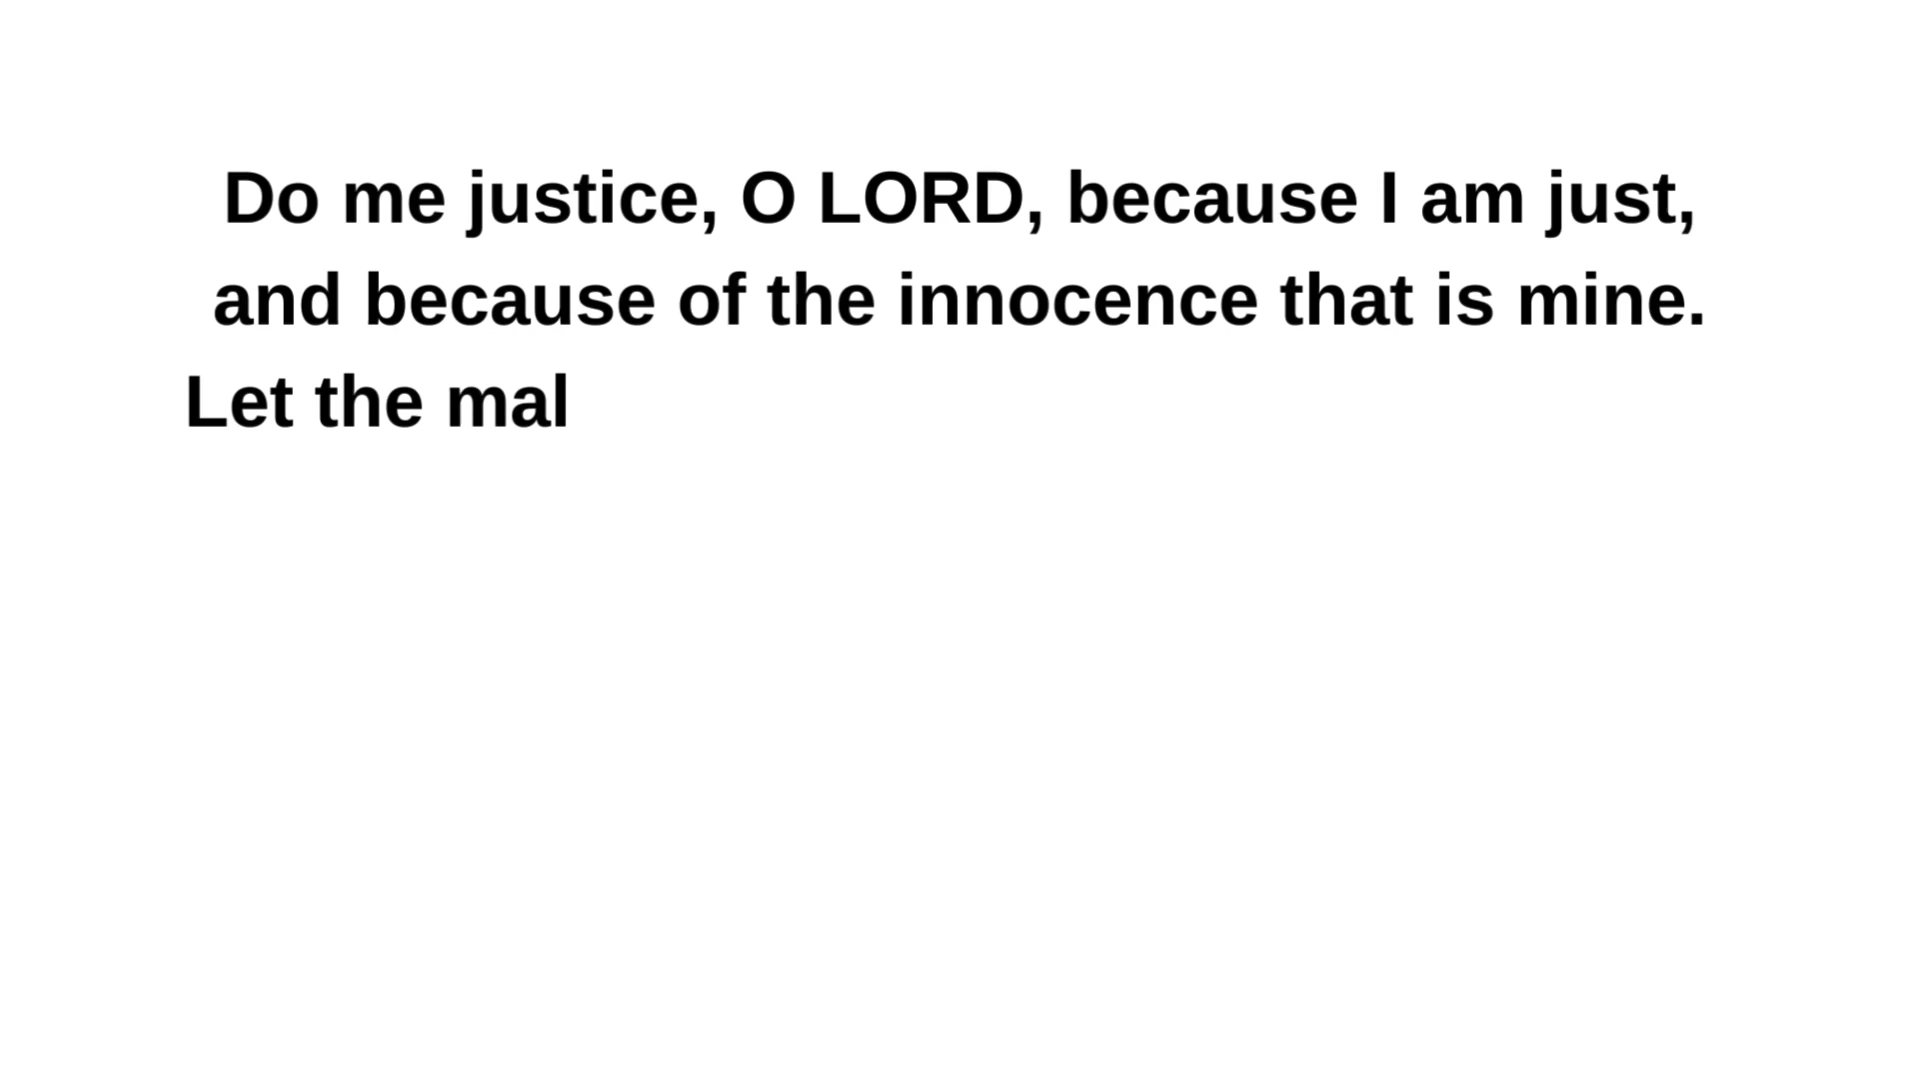 Do me justice, O LORD, because I am just,
and because of the innocence that is mine.
Let the mal